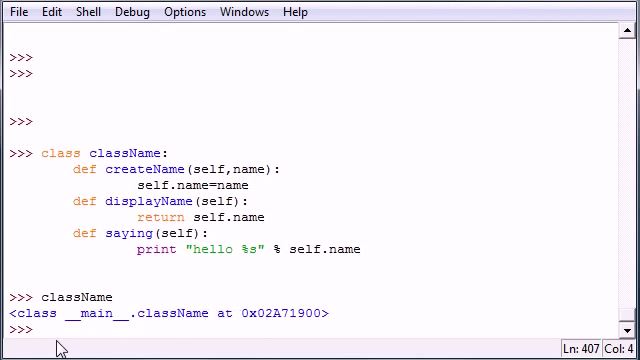 File Edit Shell Debug Options Windows Help
>>>
>>>
>>>
>>> class className:
def createName(self,name):
self.name=name
def displayName(self):
return self.name
def saying(self):
print "hello %s" % self.name
>>> className
<class __main__.className at 0x02A71900>
>>>
Ln: 407 Col: 4